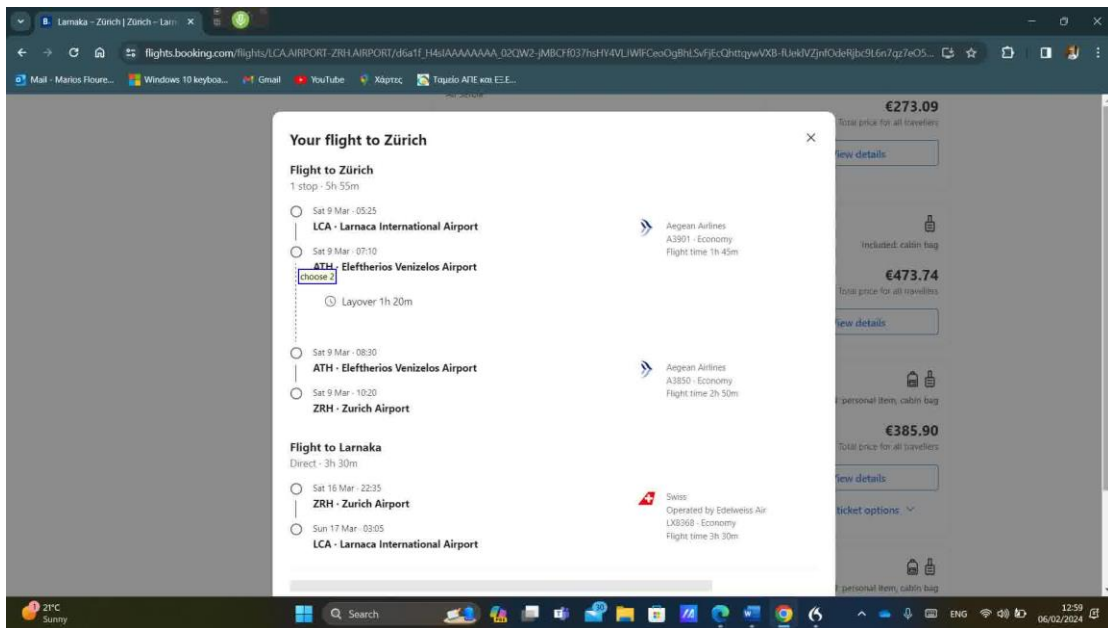 Larnaka - Zürich | Zürich – Larn
flights.booking.com
Mail - Marios Floure...
Windows 10 keyboa...
Gmail
YouTube
Χάρτες
Ταμείο ΑΠΕ και ΕΞ.Ε...
€273.09
Total price for all travellers
View details
Included: cabin bag
€473.74
Total price for all travellers
View details
personal item, cabin bag
€385.90
Total price for all travellers
View details
ticket options
personal item, cabin bag
Your flight to Zürich
Flight to Zürich
1 stop · 5h 55m
Sat 9 Mar · 05:25
LCA · Larnaca International Airport
Aegean Airlines
A3901 · Economy
Flight time 1h 45m
Sat 9 Mar · 07:10
ATH · Eleftherios Venizelos Airport
choose 2
Layover 1h 20m
Sat 9 Mar · 08:30
ATH · Eleftherios Venizelos Airport
Aegean Airlines
A3850 · Economy
Flight time 2h 50m
Sat 9 Mar · 10:20
ZRH · Zurich Airport
Flight to Larnaka
Direct · 3h 30m
Sat 16 Mar · 22:35
ZRH · Zurich Airport
Swiss
Operated by Edelweiss Air
LX8368 · Economy
Flight time 3h 30m
Sun 17 Mar · 03:05
LCA · Larnaca International Airport
21°C
Sunny
Search
ENG
12:59
06/02/2024